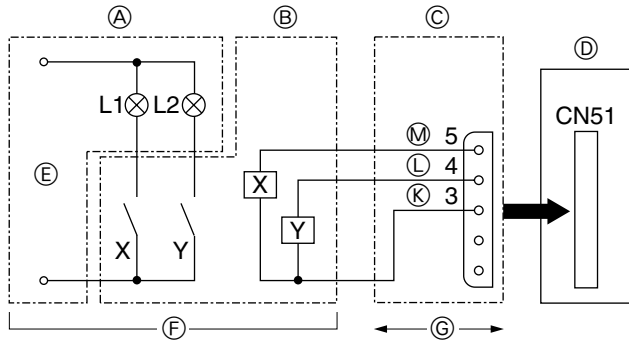 Ⓐ Ⓑ Ⓒ Ⓓ
CN51
L1 L2
Ⓜ 5
Ⓛ 4
Ⓚ 3
Ⓔ
X
Y
X Y
Ⓕ Ⓖ